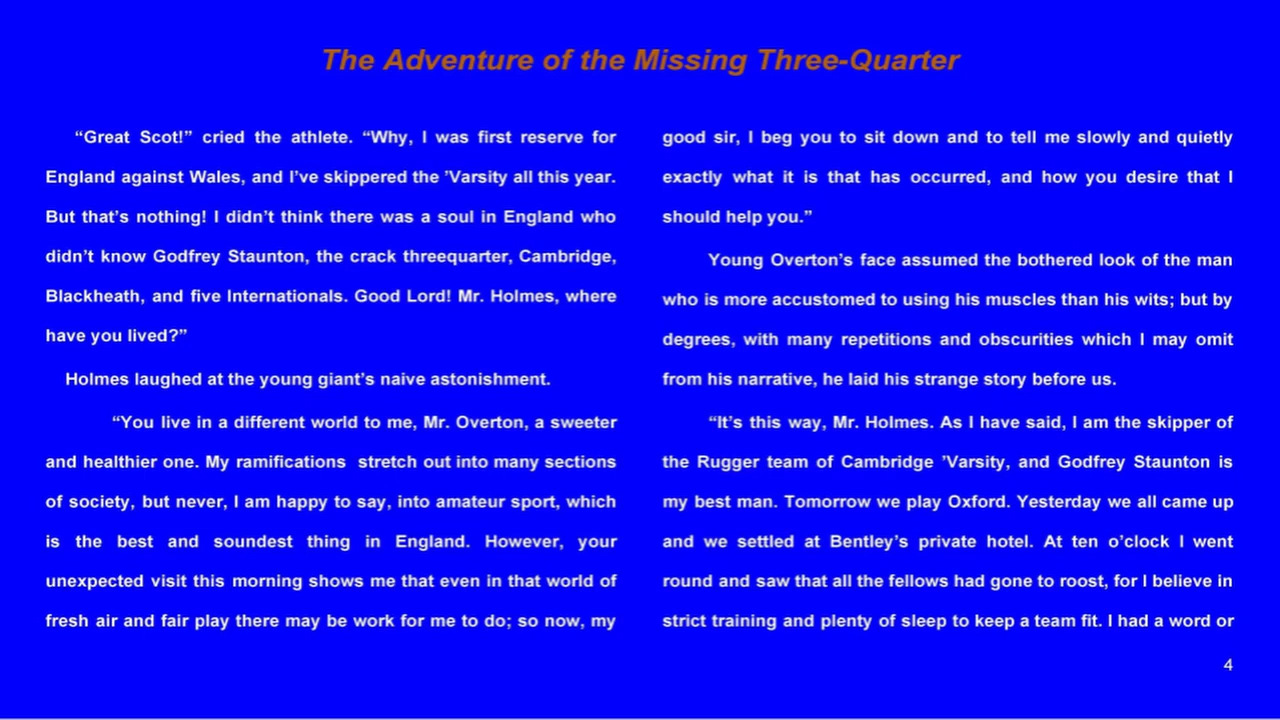 The Adventure of the Missing Three-Quarter
“Great Scot!” cried the athlete. “Why, I was first reserve for
England against Wales, and I’ve skippered the ’Varsity all this year.
But that’s nothing! I didn’t think there was a soul in England who
didn’t know Godfrey Staunton, the crack threequarter, Cambridge,
Blackheath, and five Internationals. Good Lord! Mr. Holmes, where
have you lived?”
Holmes laughed at the young giant’s naive astonishment.
“You live in a different world to me, Mr. Overton, a sweeter
and healthier one. My ramifications stretch out into many sections
of society, but never, I am happy to say, into amateur sport, which
is the best and soundest thing in England. However, your
unexpected visit this morning shows me that even in that world of
fresh air and fair play there may be work for me to do; so now, my
good sir, I beg you to sit down and to tell me slowly and quietly
exactly what it is that has occurred, and how you desire that I
should help you.”
Young Overton’s face assumed the bothered look of the man
who is more accustomed to using his muscles than his wits; but by
degrees, with many repetitions and obscurities which I may omit
from his narrative, he laid his strange story before us.
“It’s this way, Mr. Holmes. As I have said, I am the skipper of
the Rugger team of Cambridge ’Varsity, and Godfrey Staunton is
my best man. Tomorrow we play Oxford. Yesterday we all came up
and we settled at Bentley’s private hotel. At ten o’clock I went
round and saw that all the fellows had gone to roost, for I believe in
strict training and plenty of sleep to keep a team fit. I had a word or
4